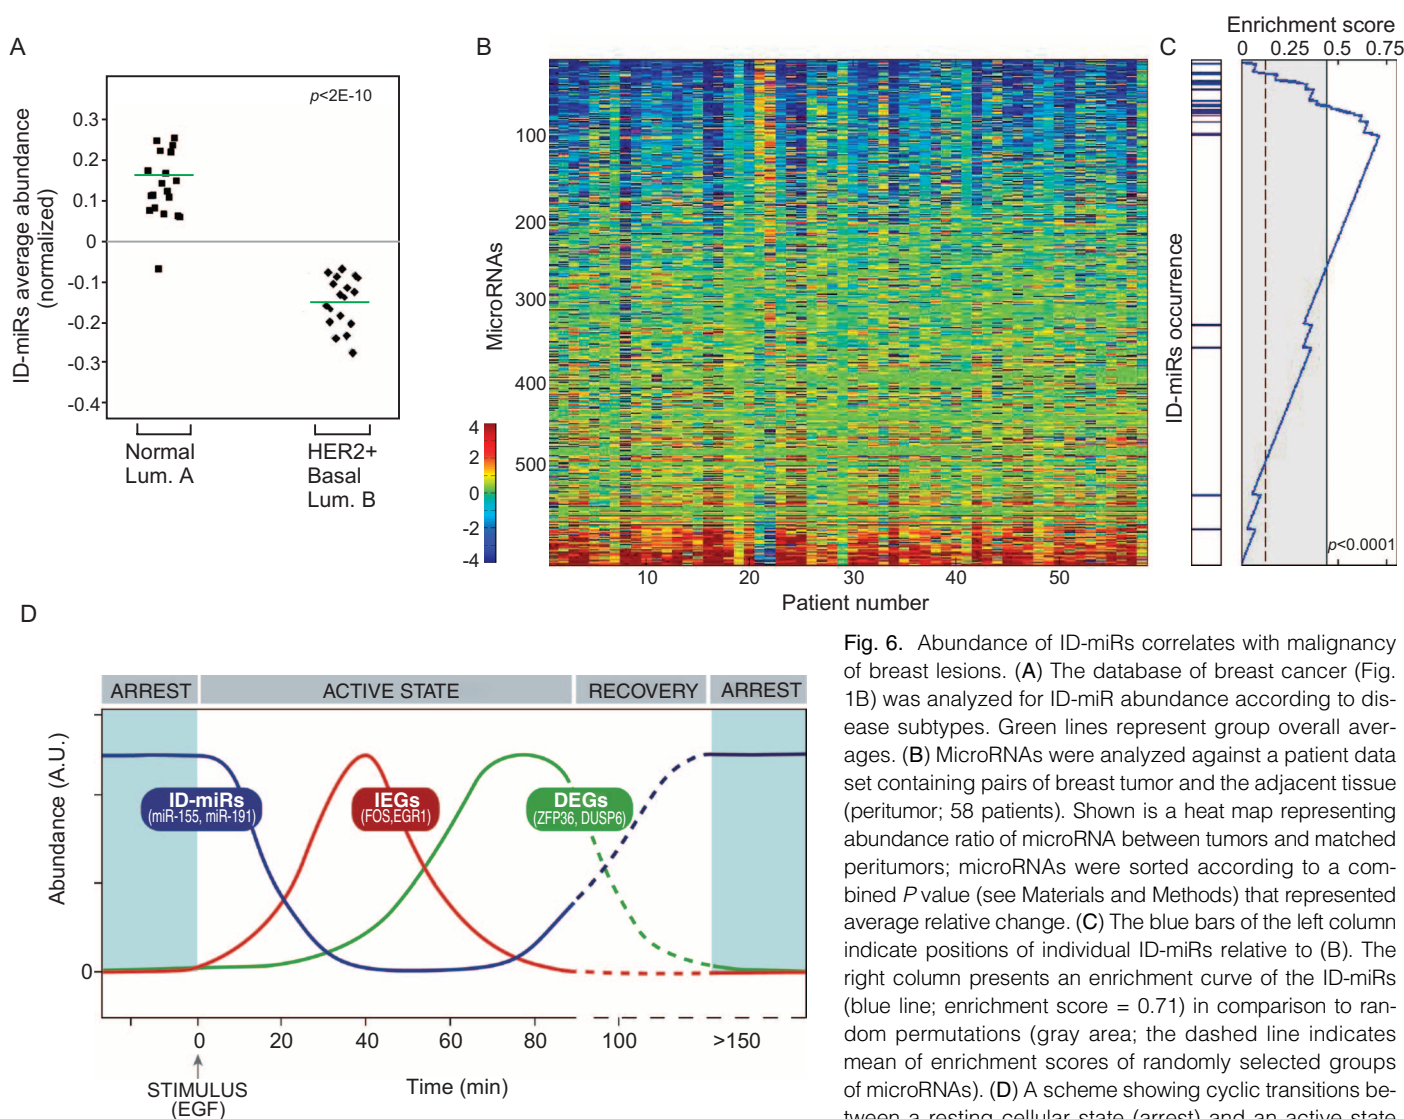 A
p<2E-10
0.3
0.2
0.1
0
-0.1
-0.2
-0.3
-0.4
ID-miRs average abundance
(normalized)
Normal
Lum. A
HER2+
Basal
Lum. B
B
MicroRNAs
100
200
300
400
500
4
2
0
-2
-4
10
20
30
40
50
Patient number
C
Enrichment score
0
0.25
0.5
0.75
ID-miRs occurrence
p<0.0001
D
ARREST
ACTIVE STATE
RECOVERY
ARREST
Abundance (A.U.)
0
ID-miRs
(miR-155, miR-191)
IEGs
(FOS,EGR1)
DEGs
(ZFP36, DUSP6)
0
20
40
60
80
100
>150
STIMULUS
(EGF)
Time (min)
Fig. 6. Abundance of ID-miRs correlates with malignancy
of breast lesions. (A) The database of breast cancer (Fig.
1B) was analyzed for ID-miR abundance according to dis-
ease subtypes. Green lines represent group overall aver-
ages. (B) MicroRNAs were analyzed against a patient data
set containing pairs of breast tumor and the adjacent tissue
(peritumor; 58 patients). Shown is a heat map representing
abundance ratio of microRNA between tumors and matched
peritumors; microRNAs were sorted according to a com-
bined P value (see Materials and Methods) that represented
average relative change. (C) The blue bars of the left column
indicate positions of individual ID-miRs relative to (B). The
right column presents an enrichment curve of the ID-miRs
(blue line; enrichment score = 0.71) in comparison to ran-
dom permutations (gray area; the dashed line indicates
mean of enrichment scores of randomly selected groups
of microRNAs). (D) A scheme showing cyclic transitions be-
tween a resting cellular state (arrest) and an active state